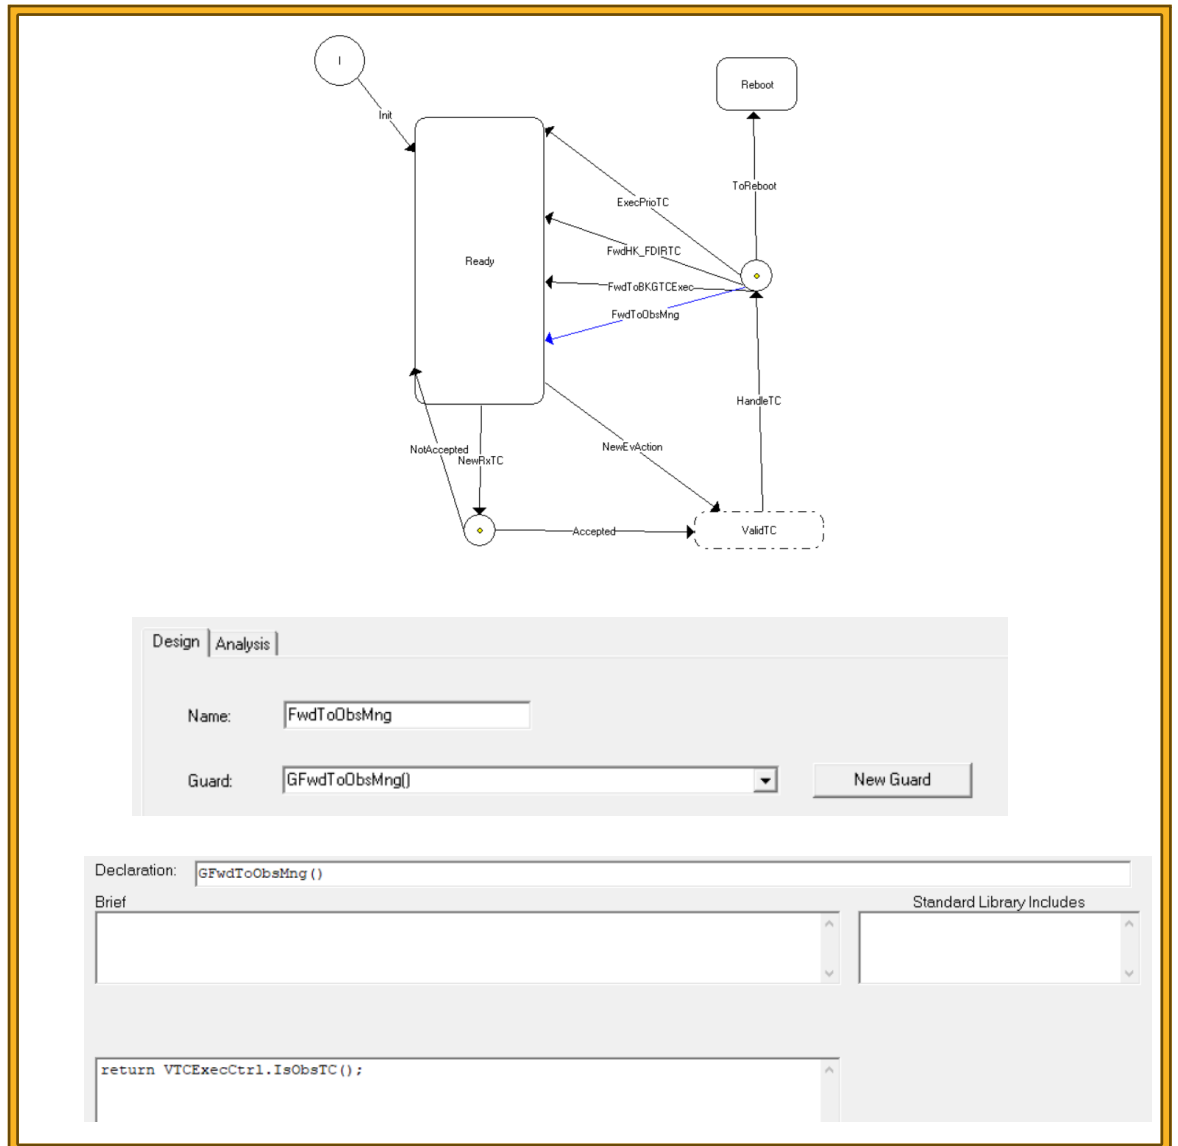 I
Reboot
Init
ToReboot
ExecPrioTC
FwdHK_FDIRTC
Ready
FwdToBKGTCExec
FwdToObsMng
HandleTC
NotAccepted
NewEvAction
NewRxTC
Accepted
ValidTC
Design Analysis
Name: FwdToObsMng
Guard: GFwdToObsMng() New Guard
Declaration: GFwdToObsMng()
Brief Standard Library Includes
return VTCExecCtrl.IsObsTC();